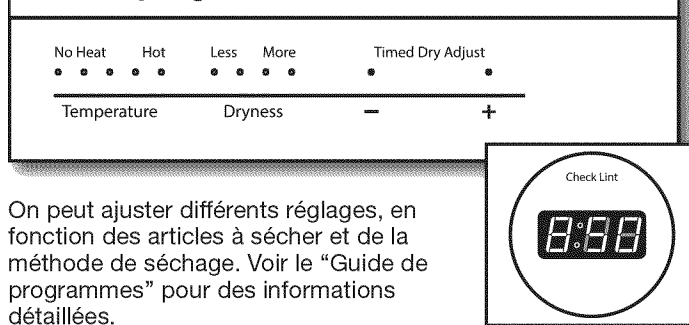 No Heat Hot Less More Timed Dry Adjust
Temperature Dryness – +
Check Lint
8:57
On peut ajuster différents réglages, en
fonction des articles à sécher et de la
méthode de séchage. Voir le “Guide de
programmes” pour des informations
détaillées.